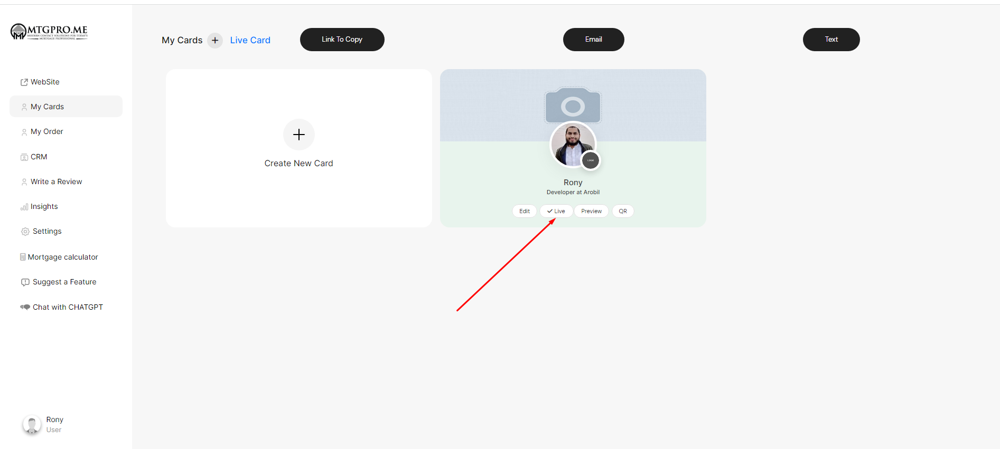 MTGPRO.ME
MODERN CONTACT SOLUTIONS FOR TODAY'S
MORTGAGE PROFESSIONAL
My Cards
+
Live Card
Link To Copy
Email
Text
WebSite
My Cards
My Order
CRM
Write a Review
Insights
Settings
Mortgage calculator
Suggest a Feature
Chat with CHATGPT
Create New Card
LOGO
Rony
Developer at Arobil
Edit
Live
Preview
QR
Rony
User